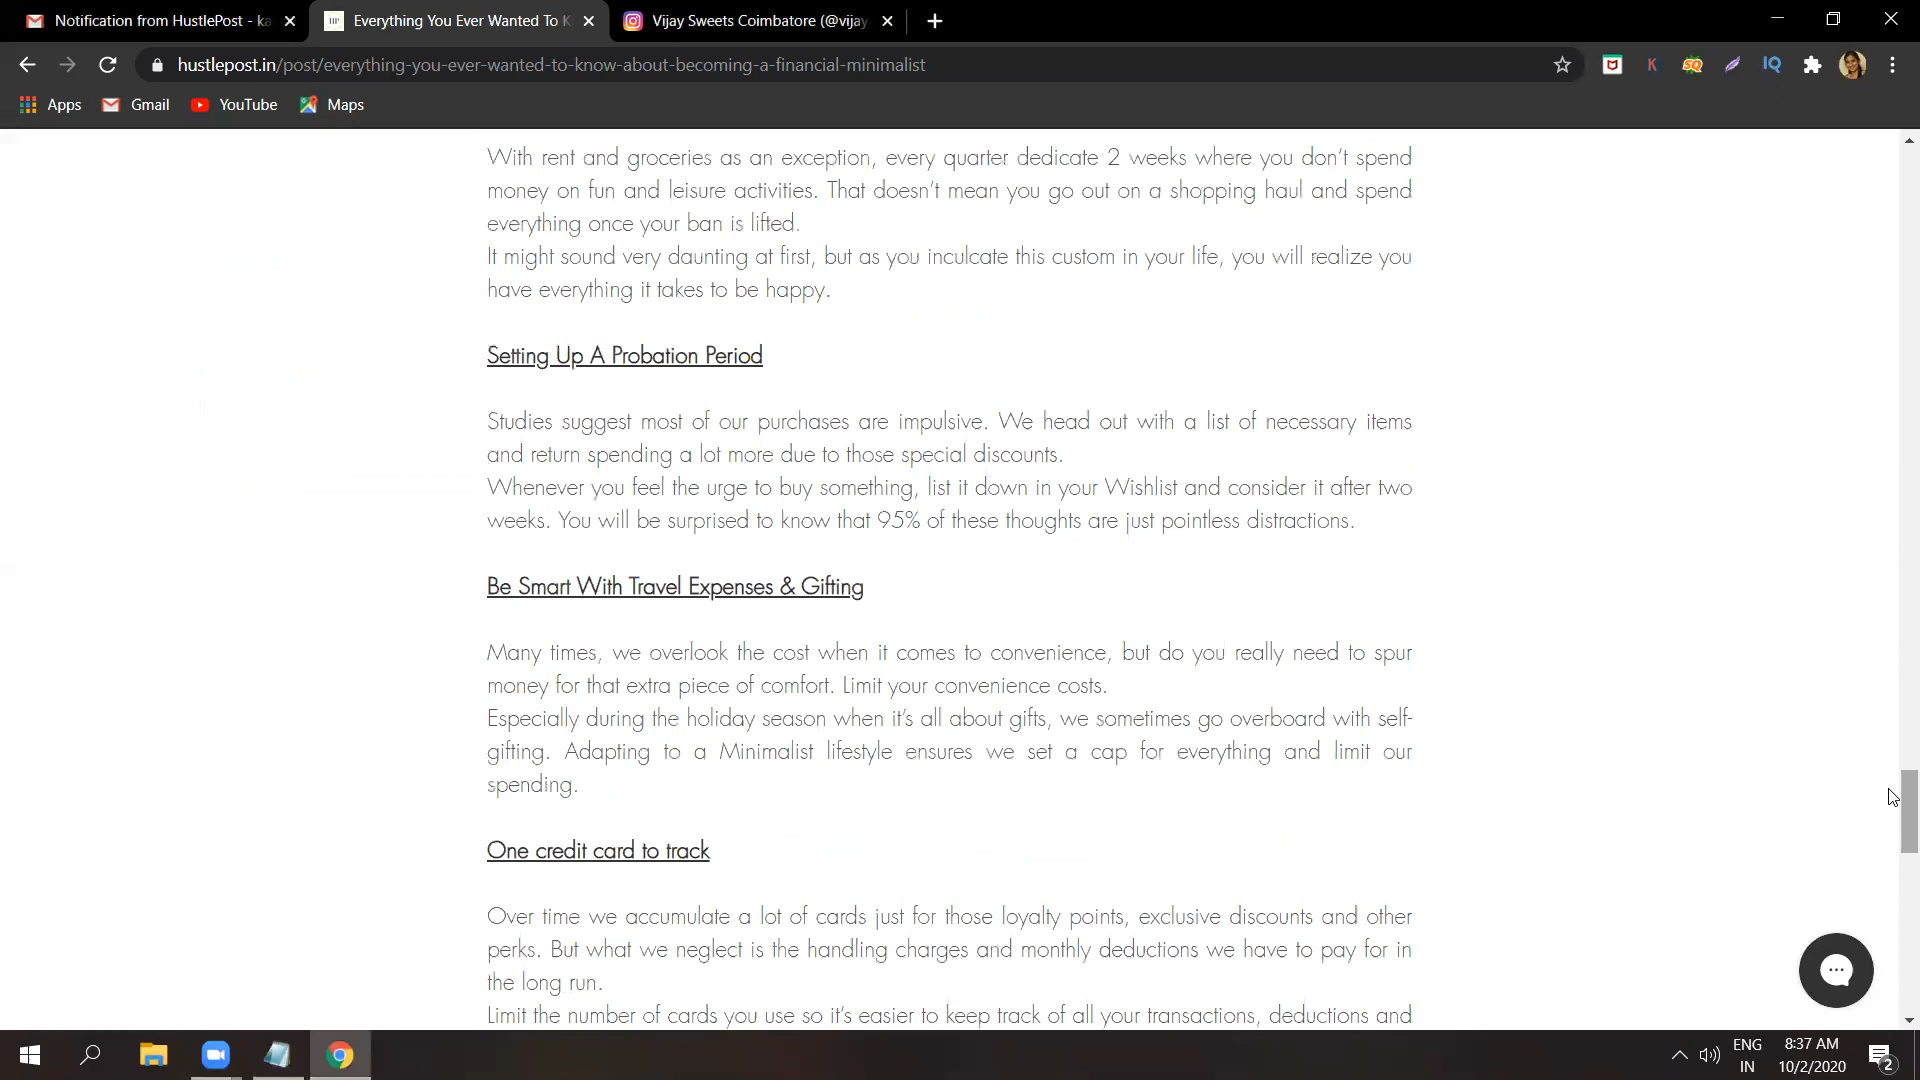 Notification from HustlePost - ka
Everything You Ever Wanted To K
Vijay Sweets Coimbatore (@vijay
hustlepost.in/post/everything-you-ever-wanted-to-know-about-becoming-a-financial-minimalist
Apps Gmail YouTube Maps
With rent and groceries as an exception, every quarter dedicate 2 weeks where you don't spend
money on fun and leisure activities. That doesn't mean you go out on a shopping haul and spend
everything once your ban is lifted.
It might sound very daunting at first, but as you inculcate this custom in your life, you will realize you
have everything it takes to be happy.
Setting Up A Probation Period
Studies suggest most of our purchases are impulsive. We head out with a list of necessary items
and return spending a lot more due to those special discounts.
Whenever you feel the urge to buy something, list it down in your Wishlist and consider it after two
weeks. You will be surprised to know that 95% of these thoughts are just pointless distractions.
Be Smart With Travel Expenses & Gifting
Many times, we overlook the cost when it comes to convenience, but do you really need to spur
money for that extra piece of comfort. Limit your convenience costs.
Especially during the holiday season when it's all about gifts, we sometimes go overboard with self-
gifting. Adapting to a Minimalist lifestyle ensures we set a cap for everything and limit our
spending.
One credit card to track
Over time we accumulate a lot of cards just for those loyalty points, exclusive discounts and other
perks. But what we neglect is the handling charges and monthly deductions we have to pay for in
the long run.
Limit the number of cards you use so it's easier to keep track of all your transactions, deductions and
ENG
IN
8:37 AM
10/2/2020
2